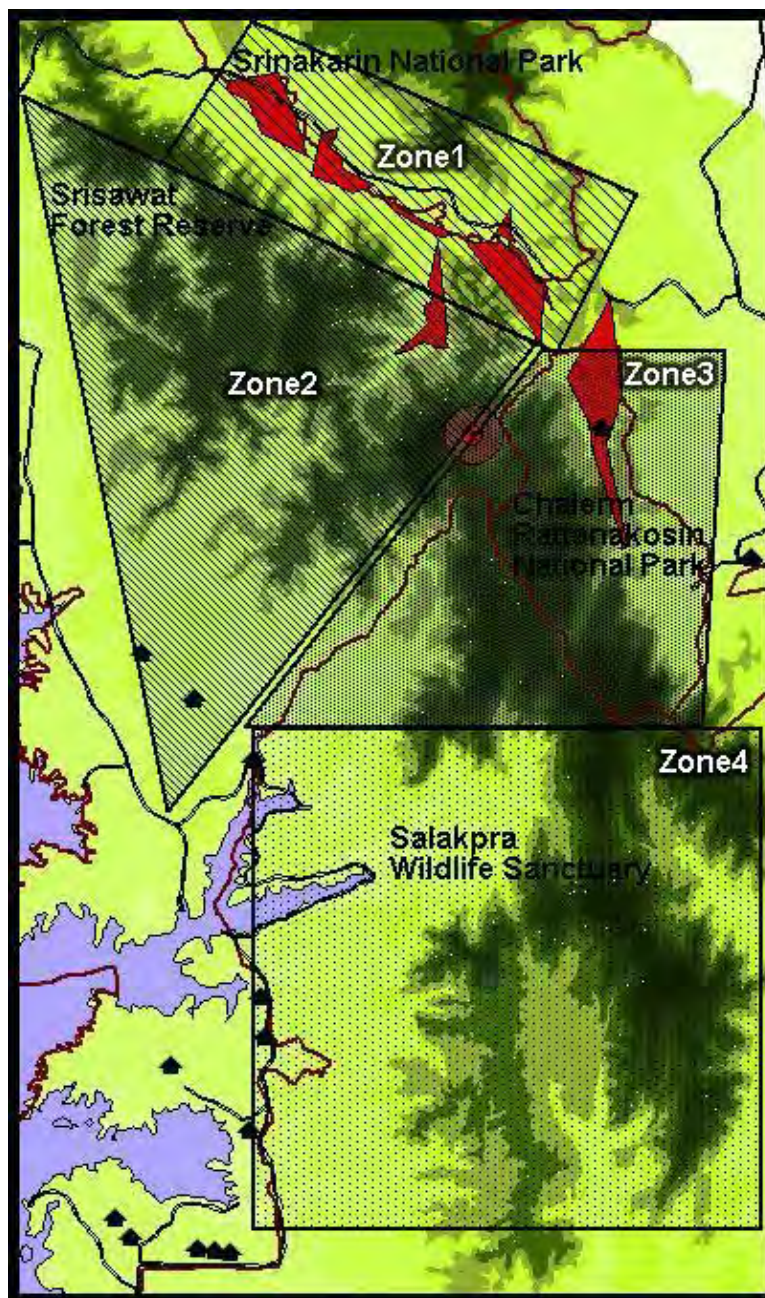 Srinakarin National Park
Zone1
Srisawat
Forest Reserve
Zone2
Zone3
Chalerm
Rattanakosin
National Park
Zone4
Salakpra
Wildlife Sanctuary